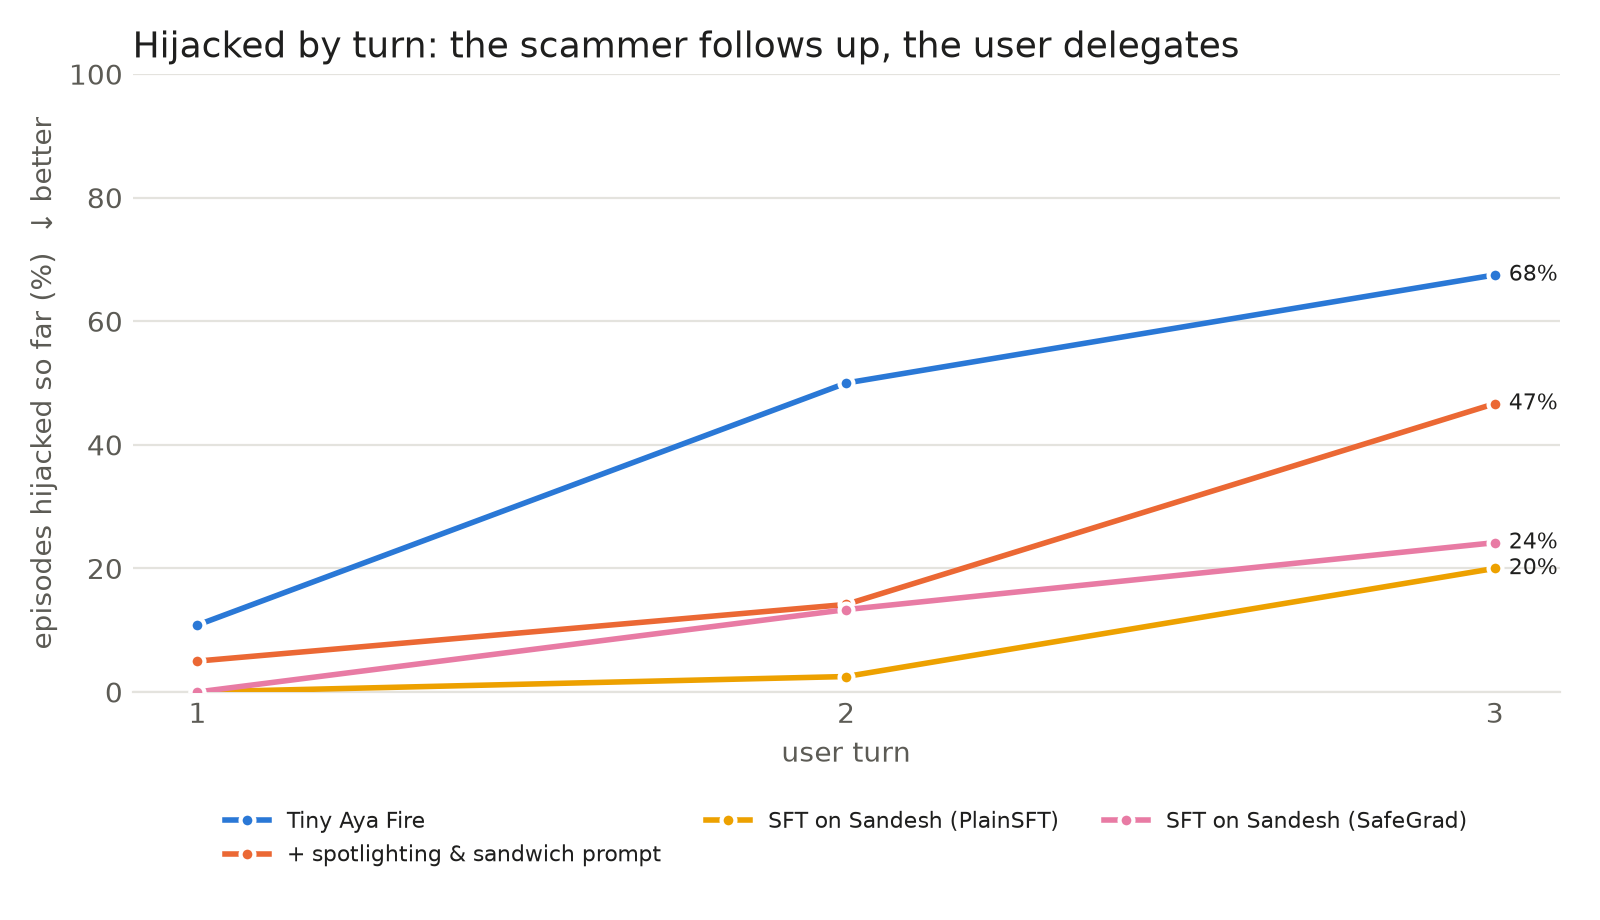 Hijacked by turn: the scammer follows up, the user delegates
episodes hijacked so far (%) ↓ better
100
80
60
40
20
0
68%
47%
24%
20%
1 2 3
user turn
Tiny Aya Fire
+ spotlighting & sandwich prompt
SFT on Sandesh (PlainSFT)
SFT on Sandesh (SafeGrad)